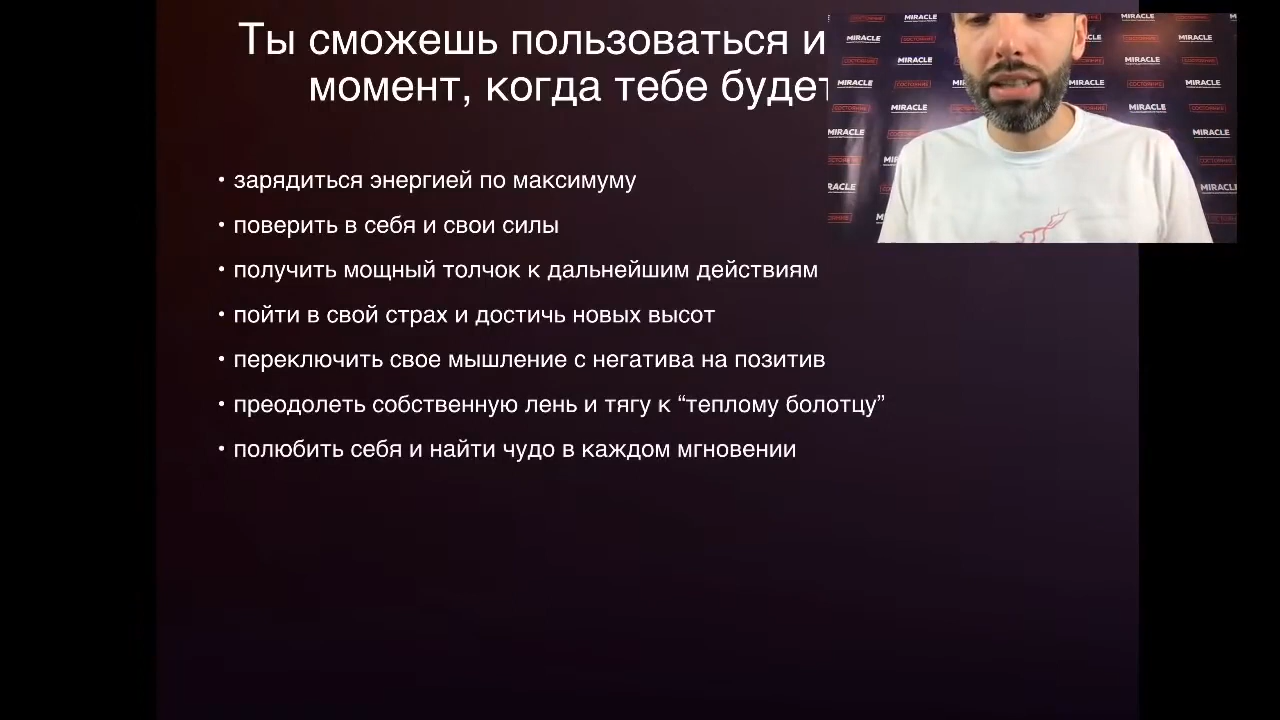 Ты сможешь пользоваться и
момент, когда тебе будет
• зарядиться энергией по максимуму
• поверить в себя и свои силы
• получить мощный толчок к дальнейшим действиям
• пойти в свой страх и достичь новых высот
• переключить свое мышление с негатива на позитив
• преодолеть собственную лень и тягу к “теплому болотцу”
• полюбить себя и найти чудо в каждом мгновении
MIRACLE
СОСТОЯНИЕ